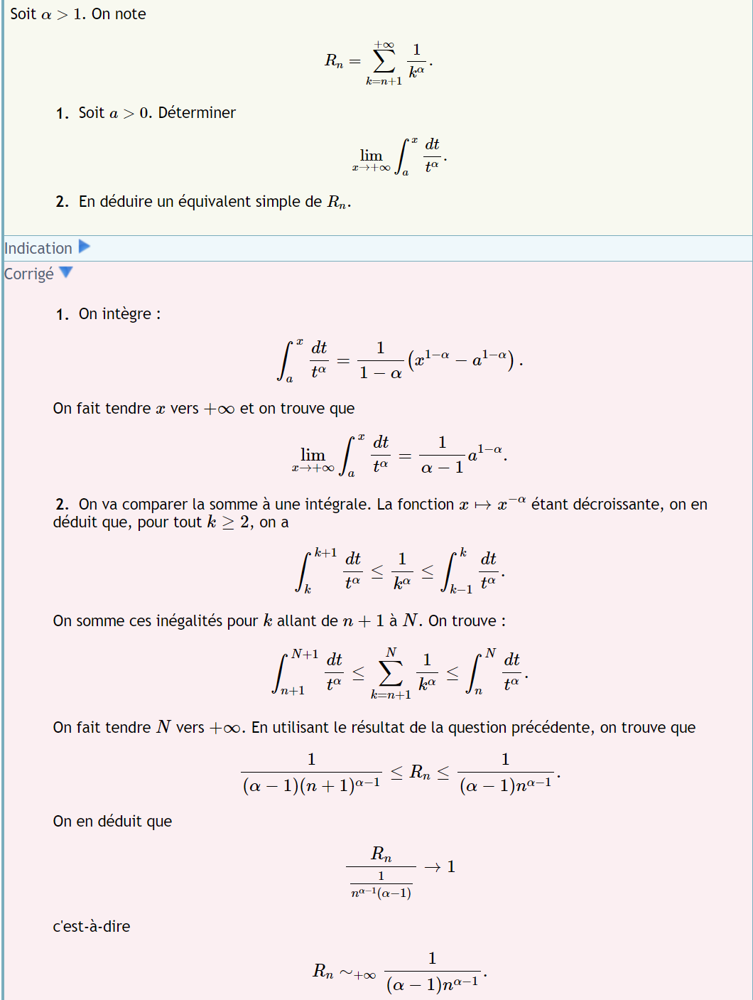 Soit $\alpha > 1$. On note
$$R_n = \sum_{k=n+1}^{+\infty} \frac{1}{k^\alpha}.$$
1. Soit $a > 0$. Déterminer
$$\lim_{x \to +\infty} \int_a^x \frac{dt}{t^\alpha}.$$
2. En déduire un équivalent simple de $R_n$.
Indication
Corrigé
1. On intègre :
$$\int_a^x \frac{dt}{t^\alpha} = \frac{1}{1-\alpha} \left(x^{1-\alpha} - a^{1-\alpha}\right).$$
On fait tendre $x$ vers $+\infty$ et on trouve que
$$\lim_{x \to +\infty} \int_a^x \frac{dt}{t^\alpha} = \frac{1}{\alpha-1} a^{1-\alpha}.$$
2. On va comparer la somme à une intégrale. La fonction $x \mapsto x^{-\alpha}$ étant décroissante, on en
déduit que, pour tout $k \geq 2$, on a
$$\int_k^{k+1} \frac{dt}{t^\alpha} \leq \frac{1}{k^\alpha} \leq \int_{k-1}^k \frac{dt}{t^\alpha}.$$
On somme ces inégalités pour $k$ allant de $n+1$ à $N$. On trouve :
$$\int_{n+1}^{N+1} \frac{dt}{t^\alpha} \leq \sum_{k=n+1}^N \frac{1}{k^\alpha} \leq \int_n^N \frac{dt}{t^\alpha}.$$
On fait tendre $N$ vers $+\infty$. En utilisant le résultat de la question précédente, on trouve que
$$\frac{1}{(\alpha-1)(n+1)^{\alpha-1}} \leq R_n \leq \frac{1}{(\alpha-1)n^{\alpha-1}}.$$
On en déduit que
$$\frac{R_n}{\frac{1}{n^{\alpha-1}(\alpha-1)}} \to 1$$
c'est-à-dire
$$R_n \sim_{+\infty} \frac{1}{(\alpha-1)n^{\alpha-1}}.$$